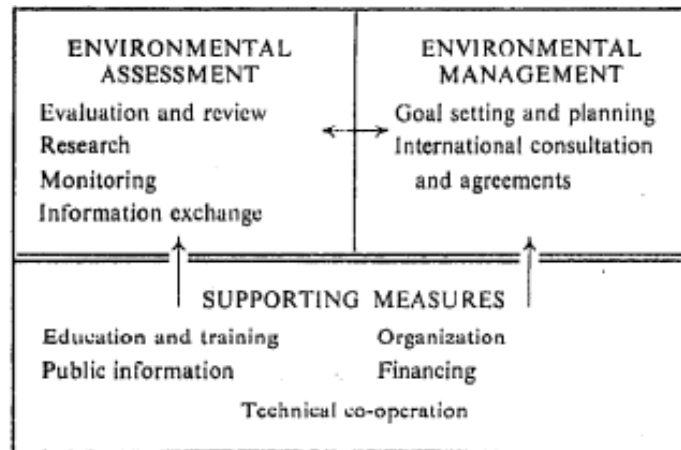 ENVIRONMENTAL
ASSESSMENT
Evaluation and review
Research
Monitoring
Information exchange
ENVIRONMENTAL
MANAGEMENT
Goal setting and planning
International consultation
and agreements
SUPPORTING MEASURES
Education and training
Organization
Public information
Financing
Technical co-operation